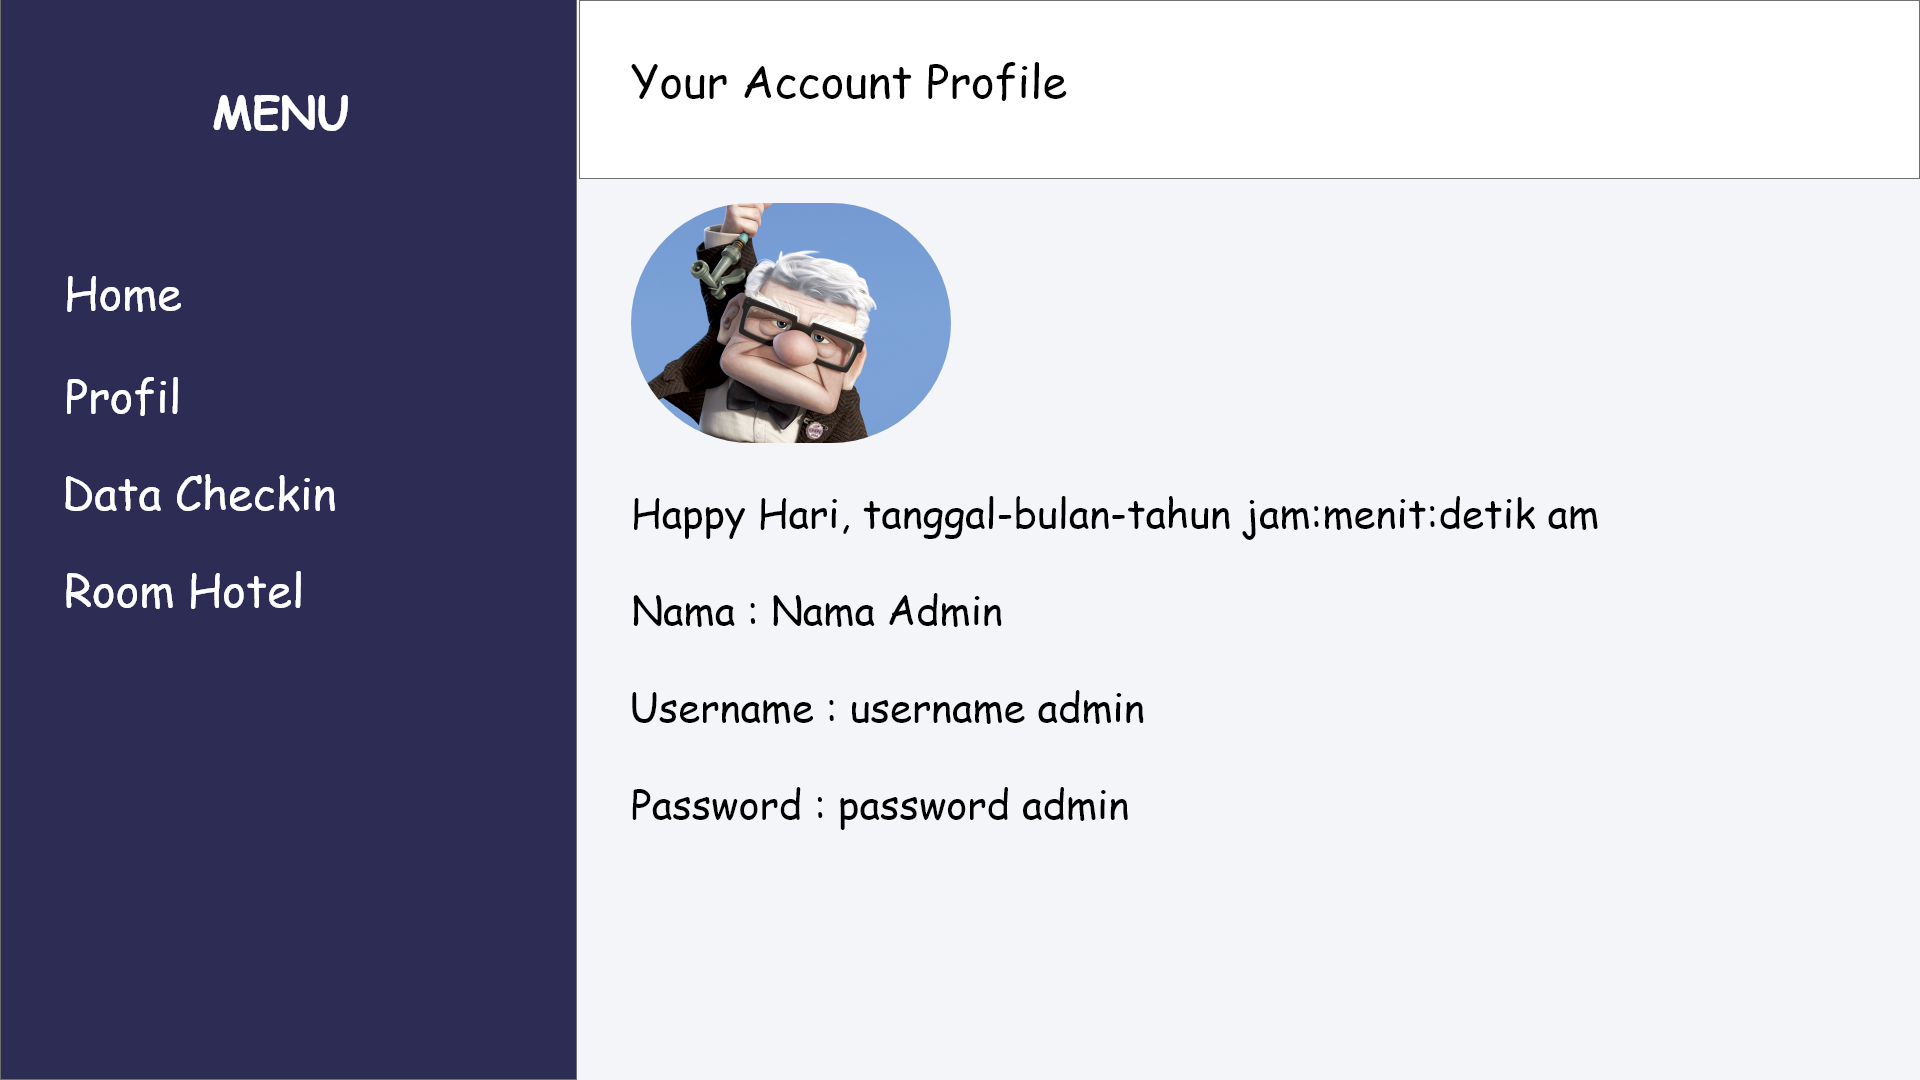 MENU
Home
Profil
Data Checkin
Room Hotel
Your Account Profile
Happy Hari, tanggal-bulan-tahun jam:menit:detik am
Nama : Nama Admin
Username : username admin
Password : password admin